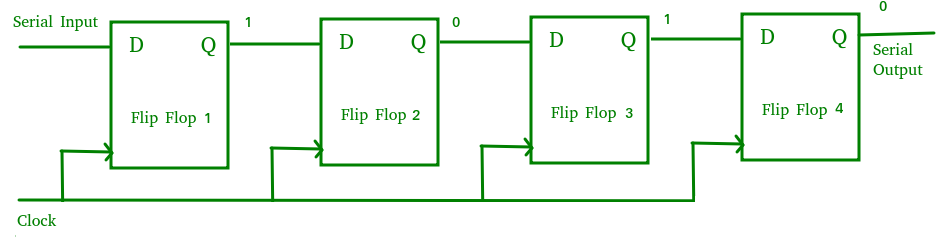 Serial Input
1
0
1
0
D Q
D Q
D Q
D Q
Serial
Output
Flip Flop 1
Flip Flop 2
Flip Flop 3
Flip Flop 4
Clock